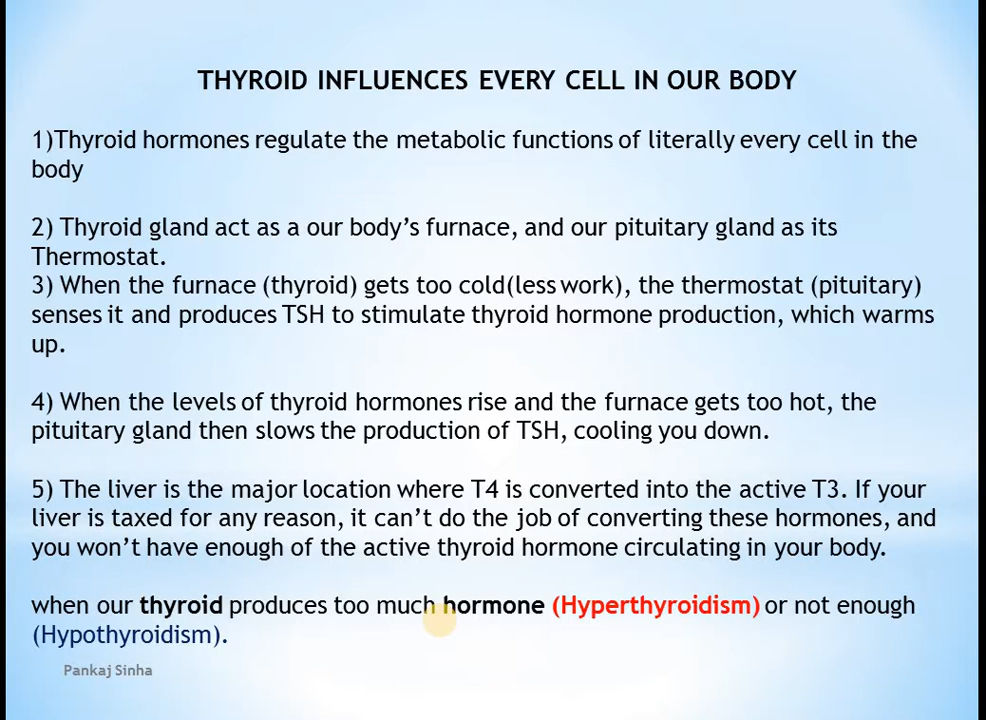 THYROID INFLUENCES EVERY CELL IN OUR BODY
1)Thyroid hormones regulate the metabolic functions of literally every cell in the
body
2) Thyroid gland act as a our body’s furnace, and our pituitary gland as its
Thermostat.
3) When the furnace (thyroid) gets too cold(less work), the thermostat (pituitary)
senses it and produces TSH to stimulate thyroid hormone production, which warms
up.
4) When the levels of thyroid hormones rise and the furnace gets too hot, the
pituitary gland then slows the production of TSH, cooling you down.
5) The liver is the major location where T4 is converted into the active T3. If your
liver is taxed for any reason, it can’t do the job of converting these hormones, and
you won’t have enough of the active thyroid hormone circulating in your body.
when our thyroid produces too much hormone (Hyperthyroidism) or not enough
(Hypothyroidism).
Pankaj Sinha